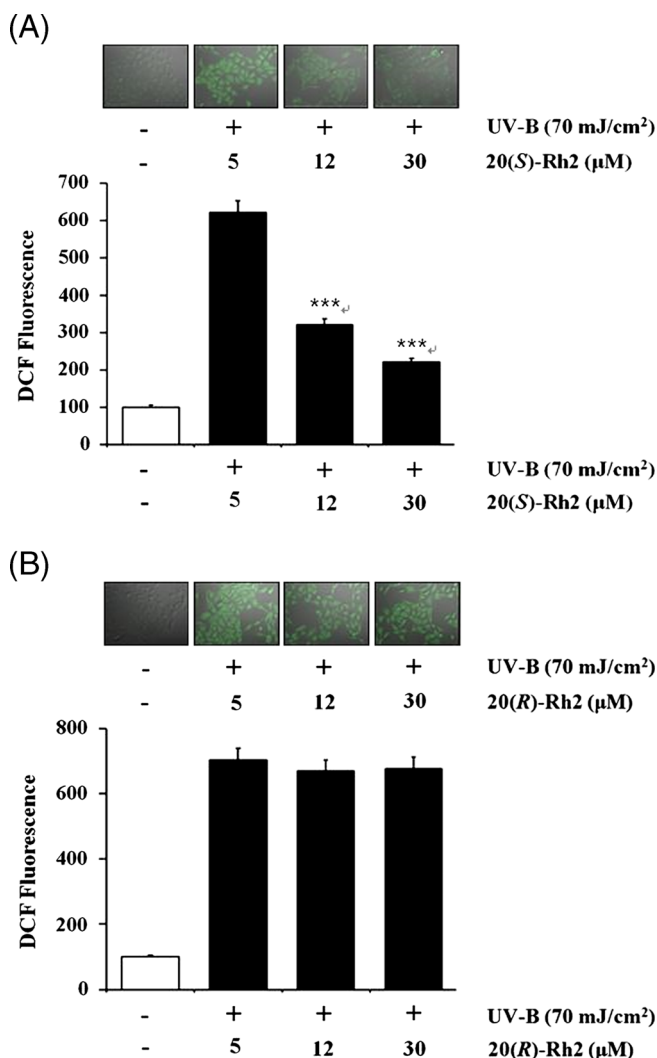 (A)
- + + + UV-B (70 mJ/cm²)
- 5 12 30 20(S)-Rh2 (µM)
700
600
500
400
300
200
100
0
DCF Fluorescence
***↵
***↵
- + + + UV-B (70 mJ/cm²)
- 5 12 30 20(S)-Rh2 (µM)
(B)
- + + + UV-B (70 mJ/cm²)
- 5 12 30 20(R)-Rh2 (µM)
800
600
400
200
0
DCF Fluorescence
- + + + UV-B (70 mJ/cm²)
- 5 12 30 20(R)-Rh2 (µM)